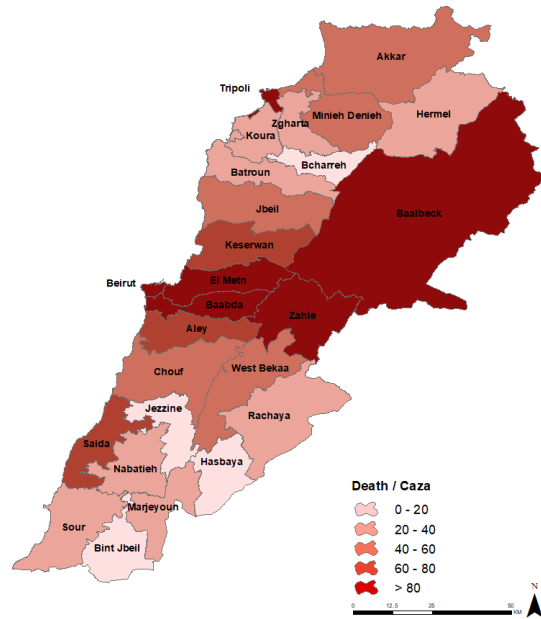 Akkar
Tripoli
Hermel
Minieh Denieh
Zgharta
Koura
Bcharreh
Batroun
Jbeil
Baalbeck
Keserwan
El Metn
Beirut
Baabda
Zahle
Aley
West Bekaa
Chouf
Jezzine
Rachaya
Saida
Hasbaya
Nabatieh
Marjeyoun
Sour
Bint Jbeil
Death / Caza
0 - 20
20 - 40
40 - 60
60 - 80
> 80
N
0 12.5 25 50
KM